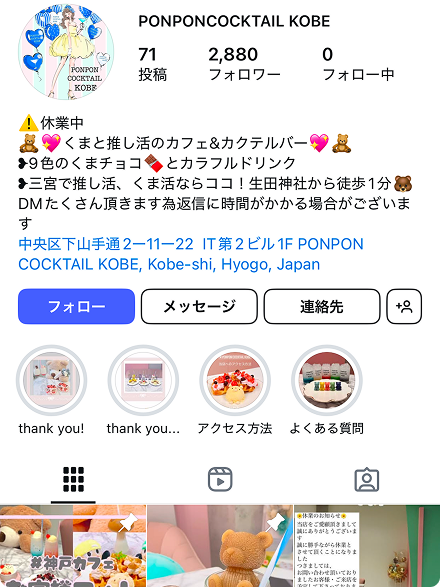 PONPONCOCKTAIL KOBE
PONPON
COCKTAIL
KOBE
71
投稿
2,880
フォロワー
0
フォロー中
⚠️休業中
🧸💖くまと推し活のカフェ&カクテルバー💖🧸
❥9色のくまチョコ🍫とカラフルドリンク
❥三宮で推し活、くま活ならココ！生田神社から徒歩1分🐻
DMたくさん頂きます為返信に時間がかかる場合がございま
す
中央区下山手通2ー11ー22 IT第2ビル1F PONPON
COCKTAIL KOBE, Kobe-shi, Hyogo, Japan
フォロー
メッセージ
連絡先
thank you!
thank you...
アクセス方法
よくある質問
#神戸カフェ
休業のお知らせ
当店をご愛顧頂きまして
誠にありがとうございます
誠に勝手ながら休業と
させて頂くことになりま
した
つきましては、
お問い合わせ頂いており
ましたお客様・ご来店を